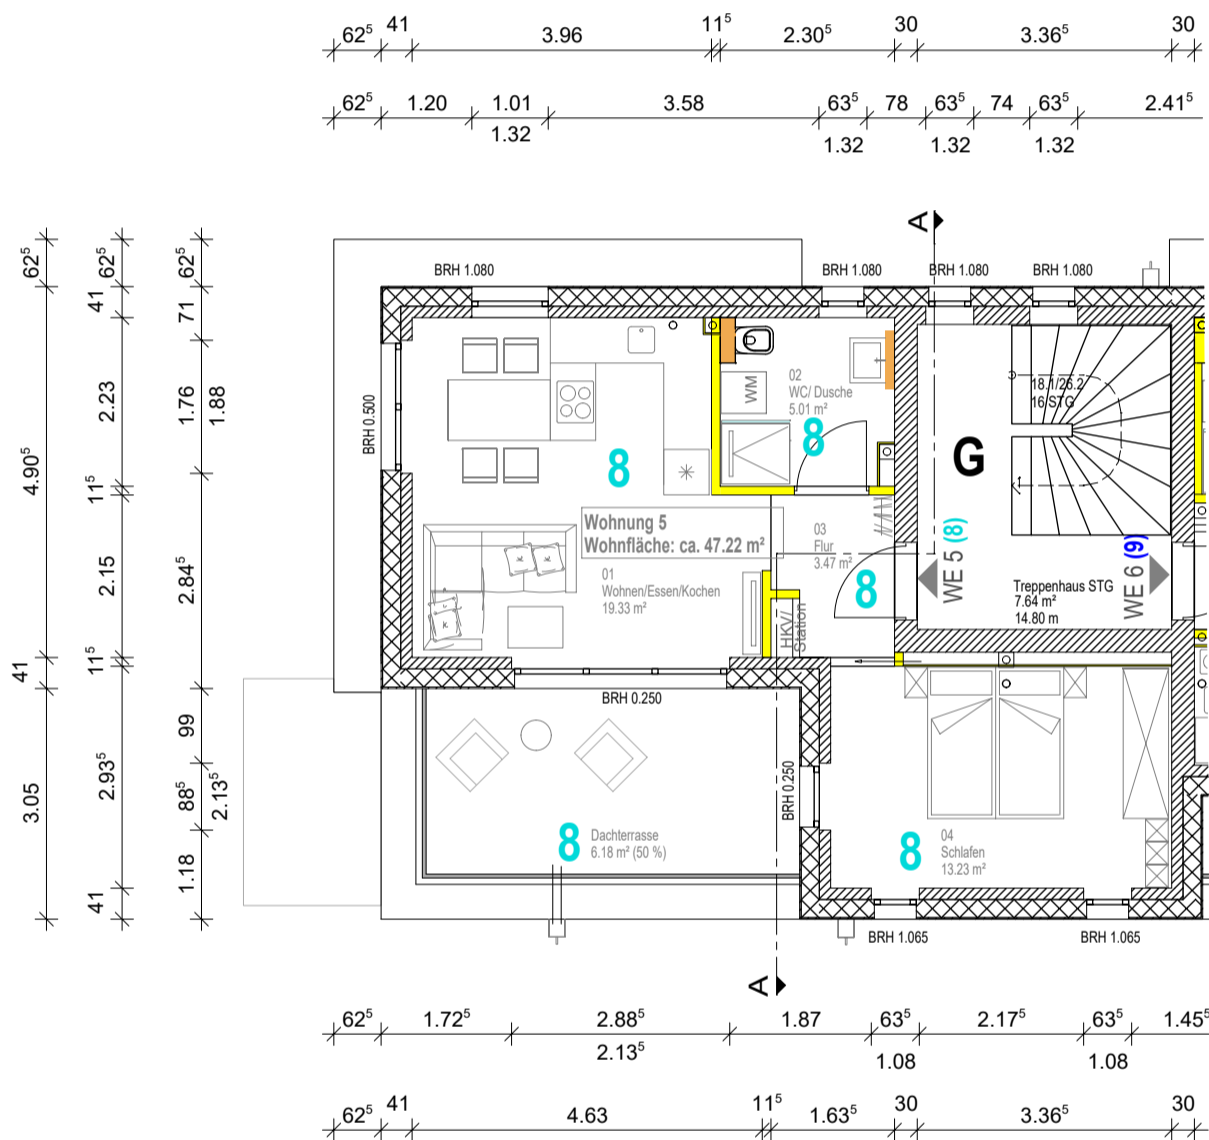 62⁵ 41 3.96 11⁵ 2.30⁵ 30 3.36⁵ 30
62⁵ 1.20 1.01 3.58 63⁵ 78 63⁵ 74 63⁵ 2.41⁵
1.32 1.32 1.32 1.32
A
BRH 1.080 BRH 1.080 BRH 1.080 BRH 1.080
62⁵ 4.90⁵ 41 3.05
62⁵ 41 2.23 11⁵ 2.15 11⁵ 2.93⁵ 41
62⁵ 71 1.76 2.84⁵ 99 88⁵ 1.18
1.88 2.13⁵
BRH 0.500
02
WC/ Dusche
5.01 m²
WM
8
8
18.1/26.2
16 STG
G
Wohnung 5
Wohnfläche: ca. 47.22 m²
01
Wohnen/Essen/Kochen
19.33 m²
03
Flur
3.47 m²
8
HKV/
Station
WE 5 (8)
WE 6 (9)
Treppenhaus STG
7.64 m²
14.80 m
BRH 0.250
BRH 0.250
8
Dachterrasse
6.18 m² (50 %)
8
04
Schlafen
13.23 m²
BRH 1.065 BRH 1.065
A
62⁵ 1.72⁵ 2.88⁵ 1.87 63⁵ 2.17⁵ 63⁵ 1.45⁵
2.13⁵ 1.08 1.08
62⁵ 41 4.63 11⁵ 1.63⁵ 30 3.36⁵ 30